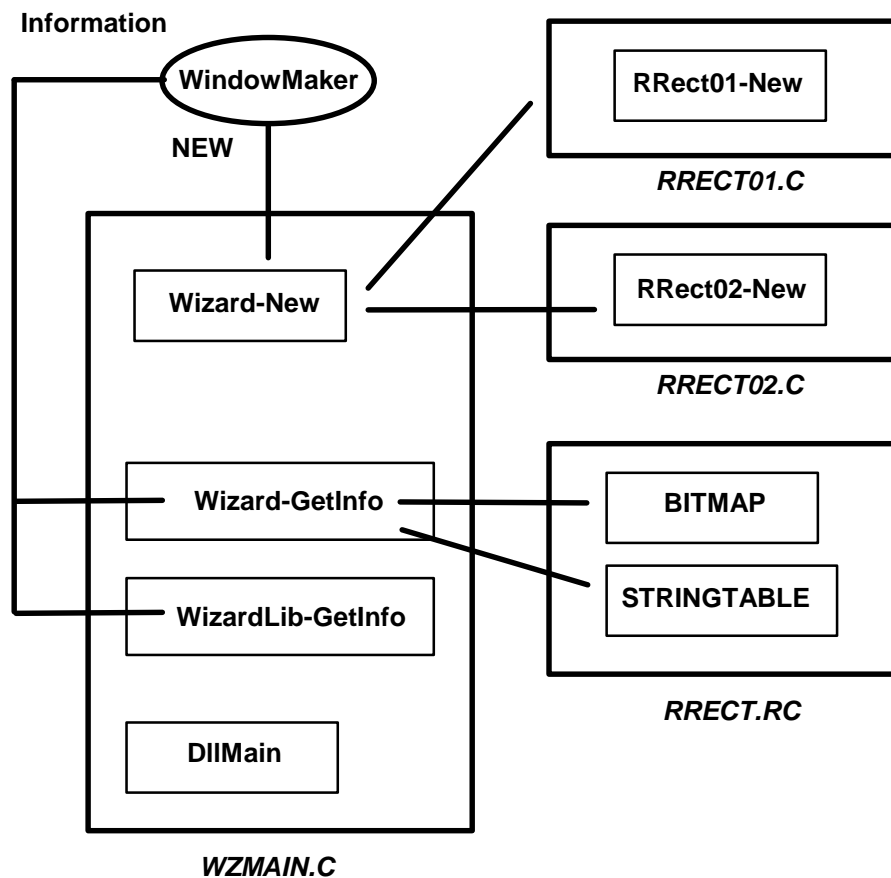 Information
WindowMaker
NEW
RRect01-New
RRECT01.C
Wizard-New
RRect02-New
RRECT02.C
Wizard-GetInfo
BITMAP
STRINGTABLE
WizardLib-GetInfo
RRECT.RC
DllMain
WZMAIN.C